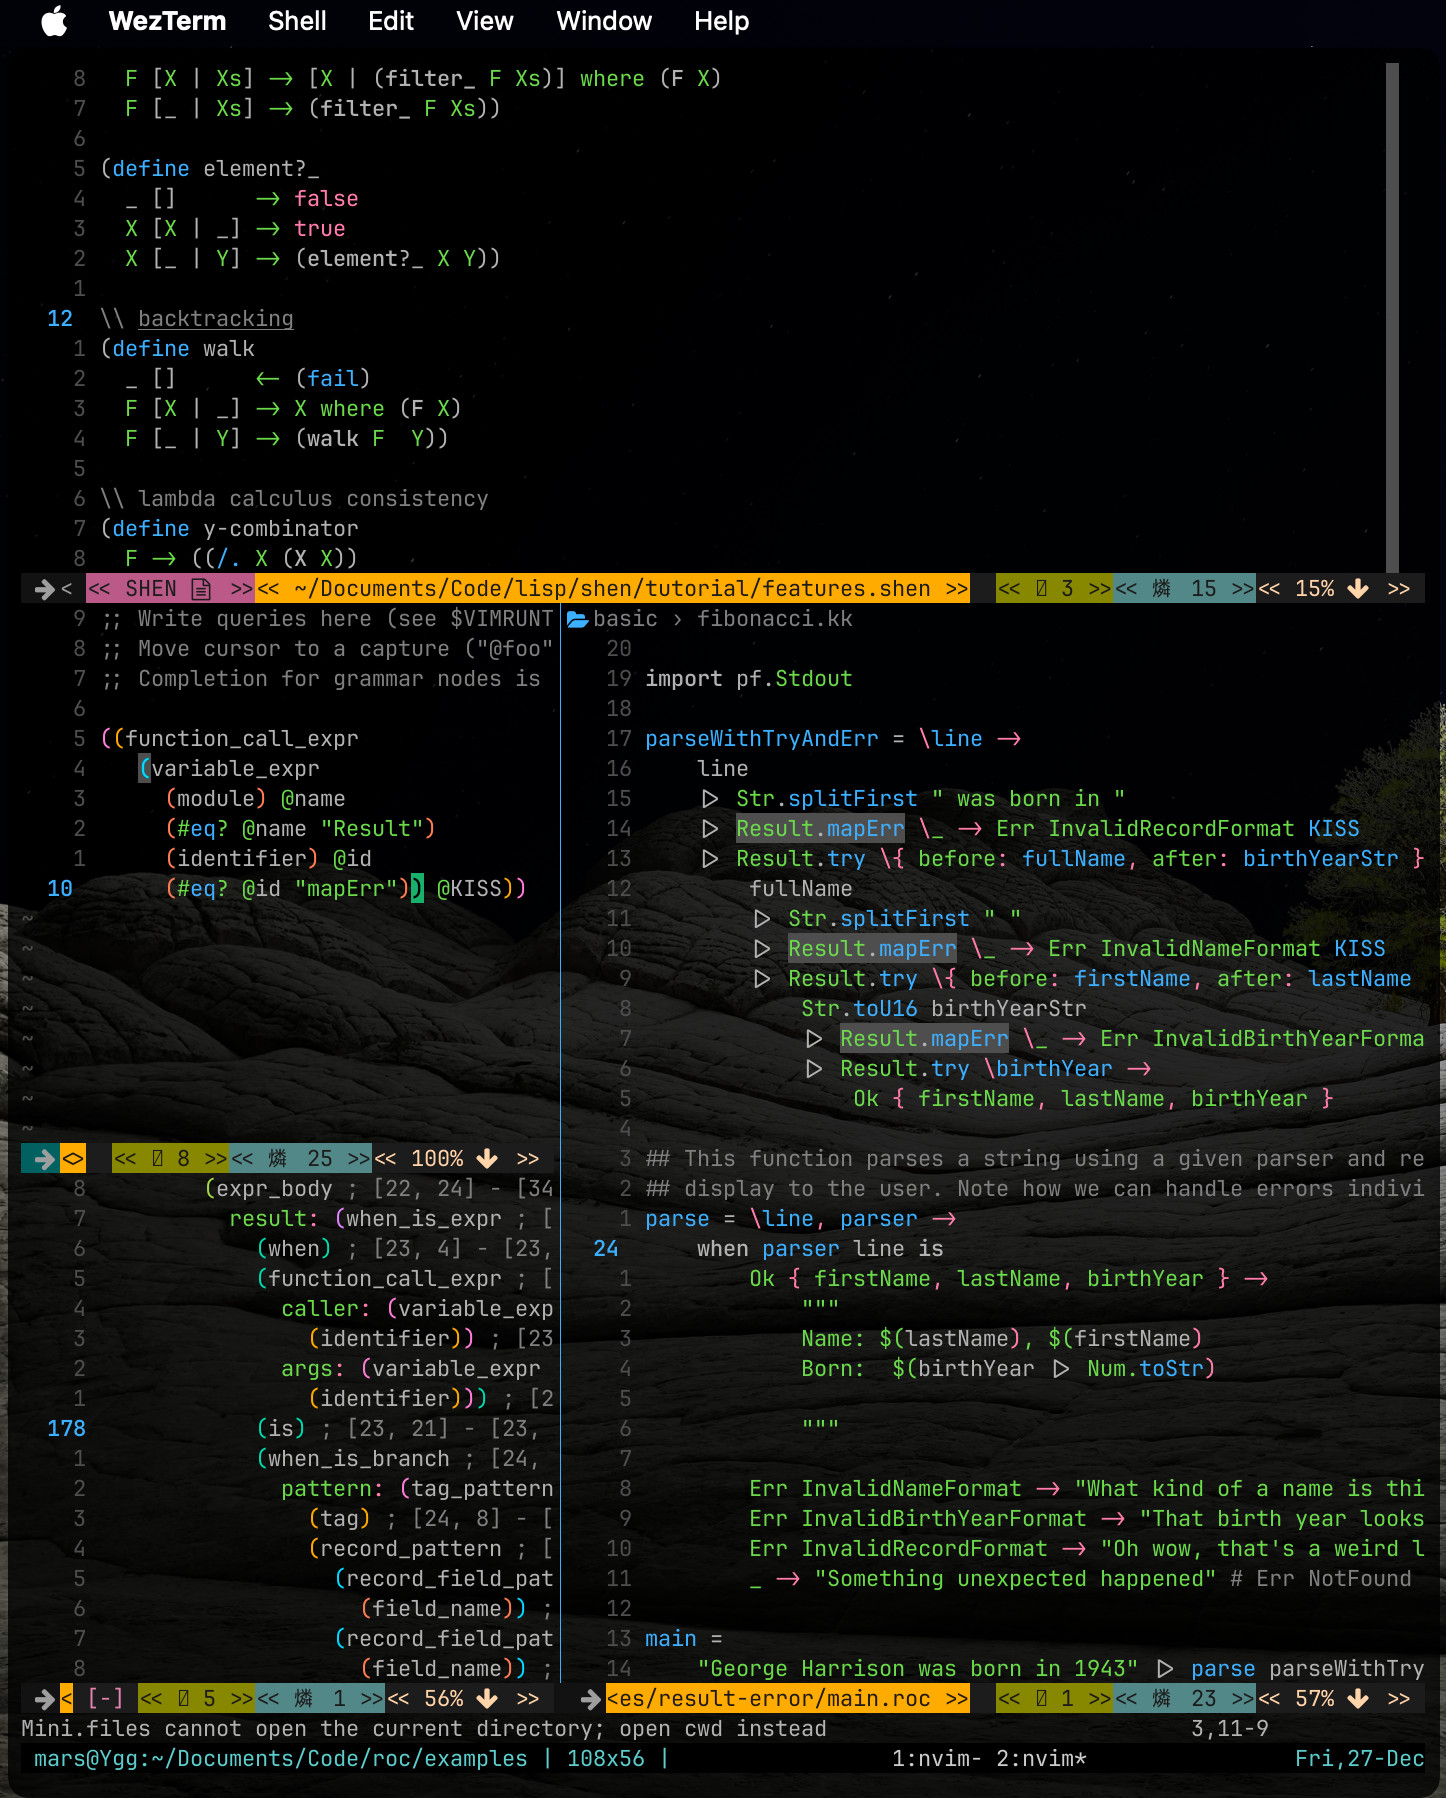 WezTerm Shell Edit View Window Help
8 F [X | Xs] -> [X | (filter_ F Xs)] where (F X)
7 F [_ | Xs] -> (filter_ F Xs))
6
5 (define element?_
4 _ [] -> false
3 X [X | _] -> true
2 X [_ | Y] -> (element?_ X Y))
1
12 \\ backtracking
1 (define walk
2 _ [] <- (fail)
3 F [X | _] -> X where (F X)
4 F [_ | Y] -> (walk F  Y))
5
6 \\ lambda calculus consistency
7 (define y-combinator
8 F -> ((/. X (X X))
< << SHEN >><< ~/Documents/Code/lisp/shen/tutorial/features.shen >> << 3 >><< 燐 15 >><< 15% >>
9 ;; Write queries here (see $VIMRUNT
8 ;; Move cursor to a capture ("@foo"
7 ;; Completion for grammar nodes is
6
5 ((function_call_expr
4 (variable_expr
3 (module) @name
2 (#eq? @name "Result")
1 (identifier) @id
10 (#eq? @id "mapErr")) @KISS))
~
~
~
~
~
~
~
~
<> << 8 >><< 燐 25 >><< 100% >>
8 (expr_body ; [22, 24] - [34
7 result: (when_is_expr ; [
6 (when) ; [23, 4] - [23,
5 (function_call_expr ; [
4 caller: (variable_exp
3 (identifier)) ; [23
2 args: (variable_expr
1 (identifier))) ; [2
178 (is) ; [23, 21] - [23,
1 (when_is_branch ; [24,
2 pattern: (tag_pattern
3 (tag) ; [24, 8] - [
4 (record_pattern ; [
5 (record_field_pat
6 (field_name)) ;
7 (record_field_pat
8 (field_name)) ;
< [-] << 5 >><< 燐 1 >><< 56% >>
basic › fibonacci.kk
20
19 import pf.Stdout
18
17 parseWithTryAndErr = \line ->
16 line
15 |> Str.splitFirst " was born in "
14 |> Result.mapErr \_ -> Err InvalidRecordFormat KISS
13 |> Result.try \{ before: fullName, after: birthYearStr }
12 fullName
11 |> Str.splitFirst " "
10 |> Result.mapErr \_ -> Err InvalidNameFormat KISS
9 |> Result.try \{ before: firstName, after: lastName
8 Str.toU16 birthYearStr
7 |> Result.mapErr \_ -> Err InvalidBirthYearForma
6 |> Result.try \birthYear ->
5 Ok { firstName, lastName, birthYear }
4
3 ## This function parses a string using a given parser and re
2 ## display to the user. Note how we can handle errors indivi
1 parse = \line, parser ->
24 when parser line is
1 Ok { firstName, lastName, birthYear } ->
2 """
3 Name: $(lastName), $(firstName)
4 Born:  $(birthYear |> Num.toStr)
5
6 """
7
8 Err InvalidNameFormat -> "What kind of a name is thi
9 Err InvalidBirthYearFormat -> "That birth year looks
10 Err InvalidRecordFormat -> "Oh wow, that's a weird l
11 _ -> "Something unexpected happened" # Err NotFound
12
13 main =
14 "George Harrison was born in 1943" |> parse parseWithTry
<es/result-error/main.roc >> << 1 >><< 燐 23 >><< 57% >>
Mini.files cannot open the current directory; open cwd instead 3,11-9
mars@Ygg:~/Documents/Code/roc/examples | 108x56 | 1:nvim- 2:nvim* Fri,27-Dec